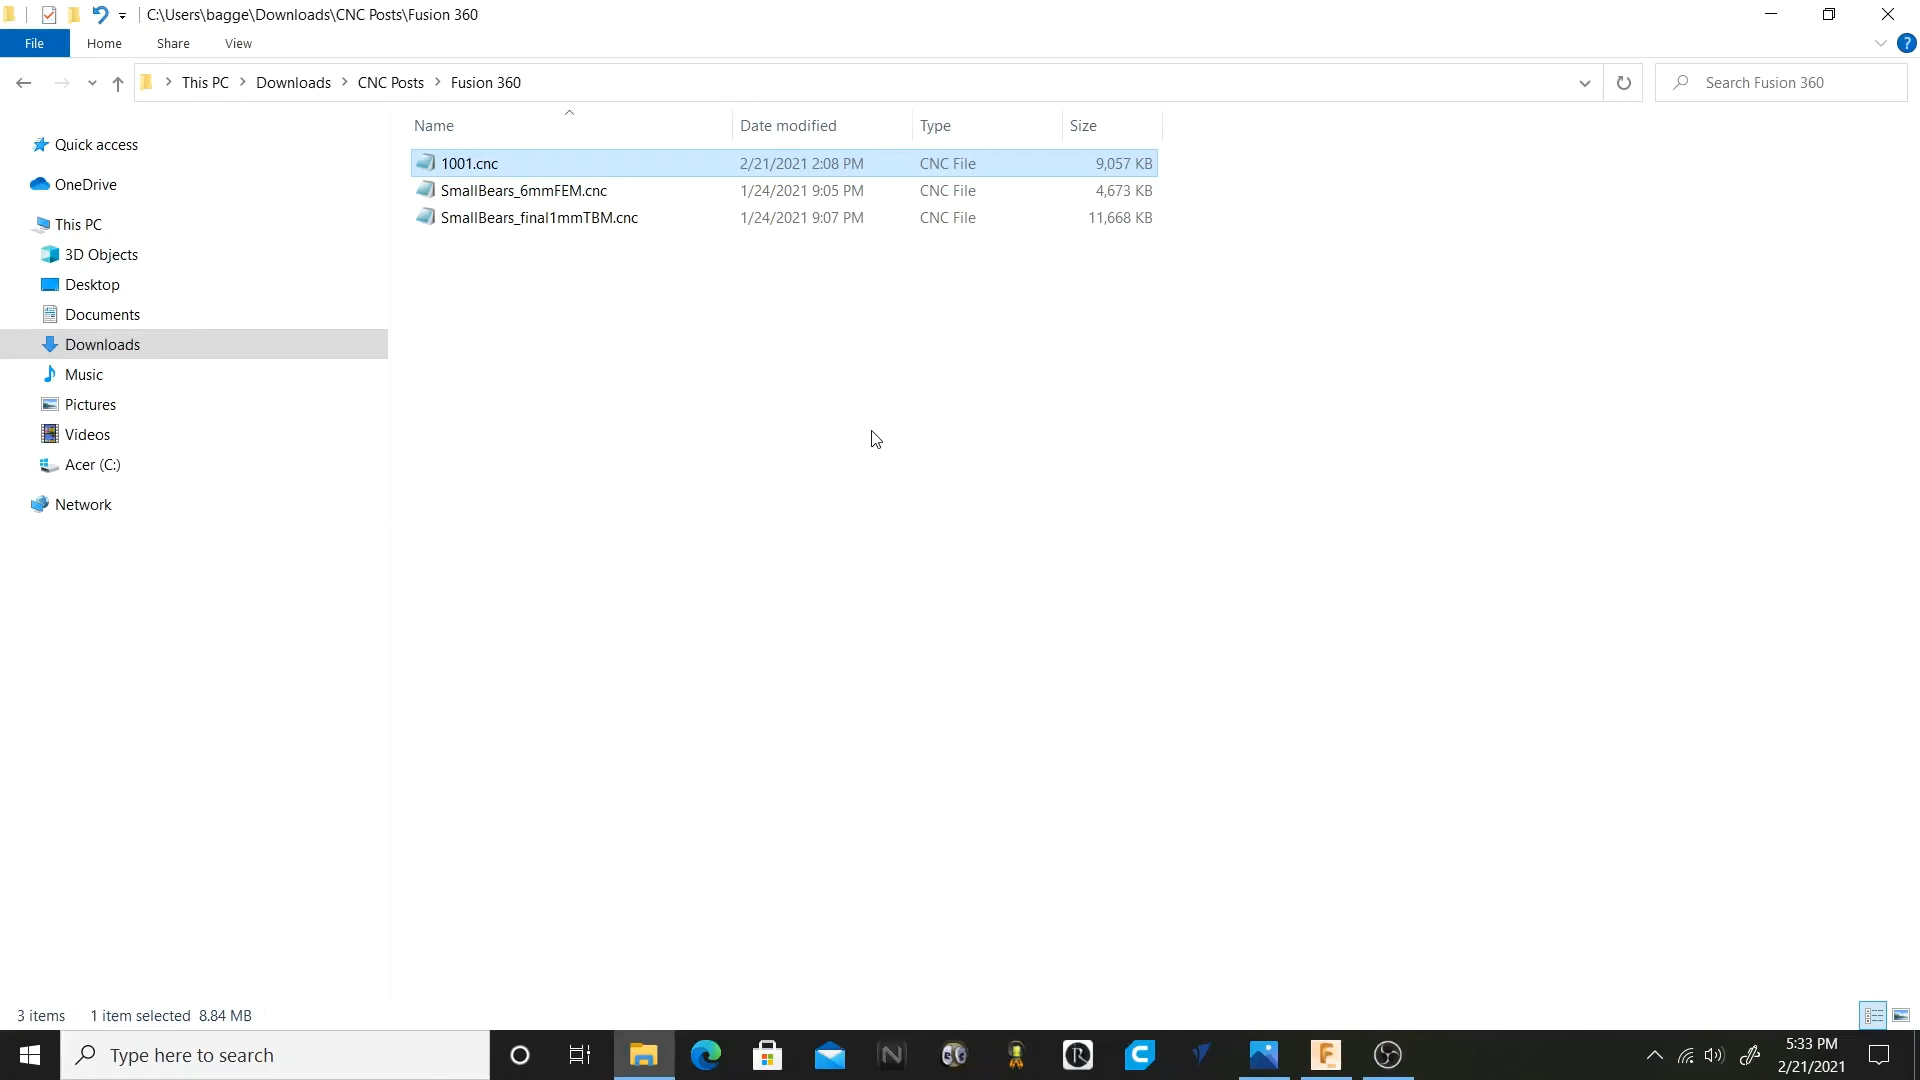 C:\Users\bagge\Downloads\CNC Posts\Fusion 360
File Home Share View
This PC Downloads CNC Posts Fusion 360
Search Fusion 360
Name Date modified Type Size
1001.cnc 2/21/2021 2:08 PM CNC File 9,057 KB
SmallBears_6mmFEM.cnc 1/24/2021 9:05 PM CNC File 4,673 KB
SmallBears_final1mmTBM.cnc 1/24/2021 9:07 PM CNC File 11,668 KB
Quick access
OneDrive
This PC
3D Objects
Desktop
Documents
Downloads
Music
Pictures
Videos
Acer (C:)
Network
3 items 1 item selected 8.84 MB
Type here to search
5:33 PM
2/21/2021